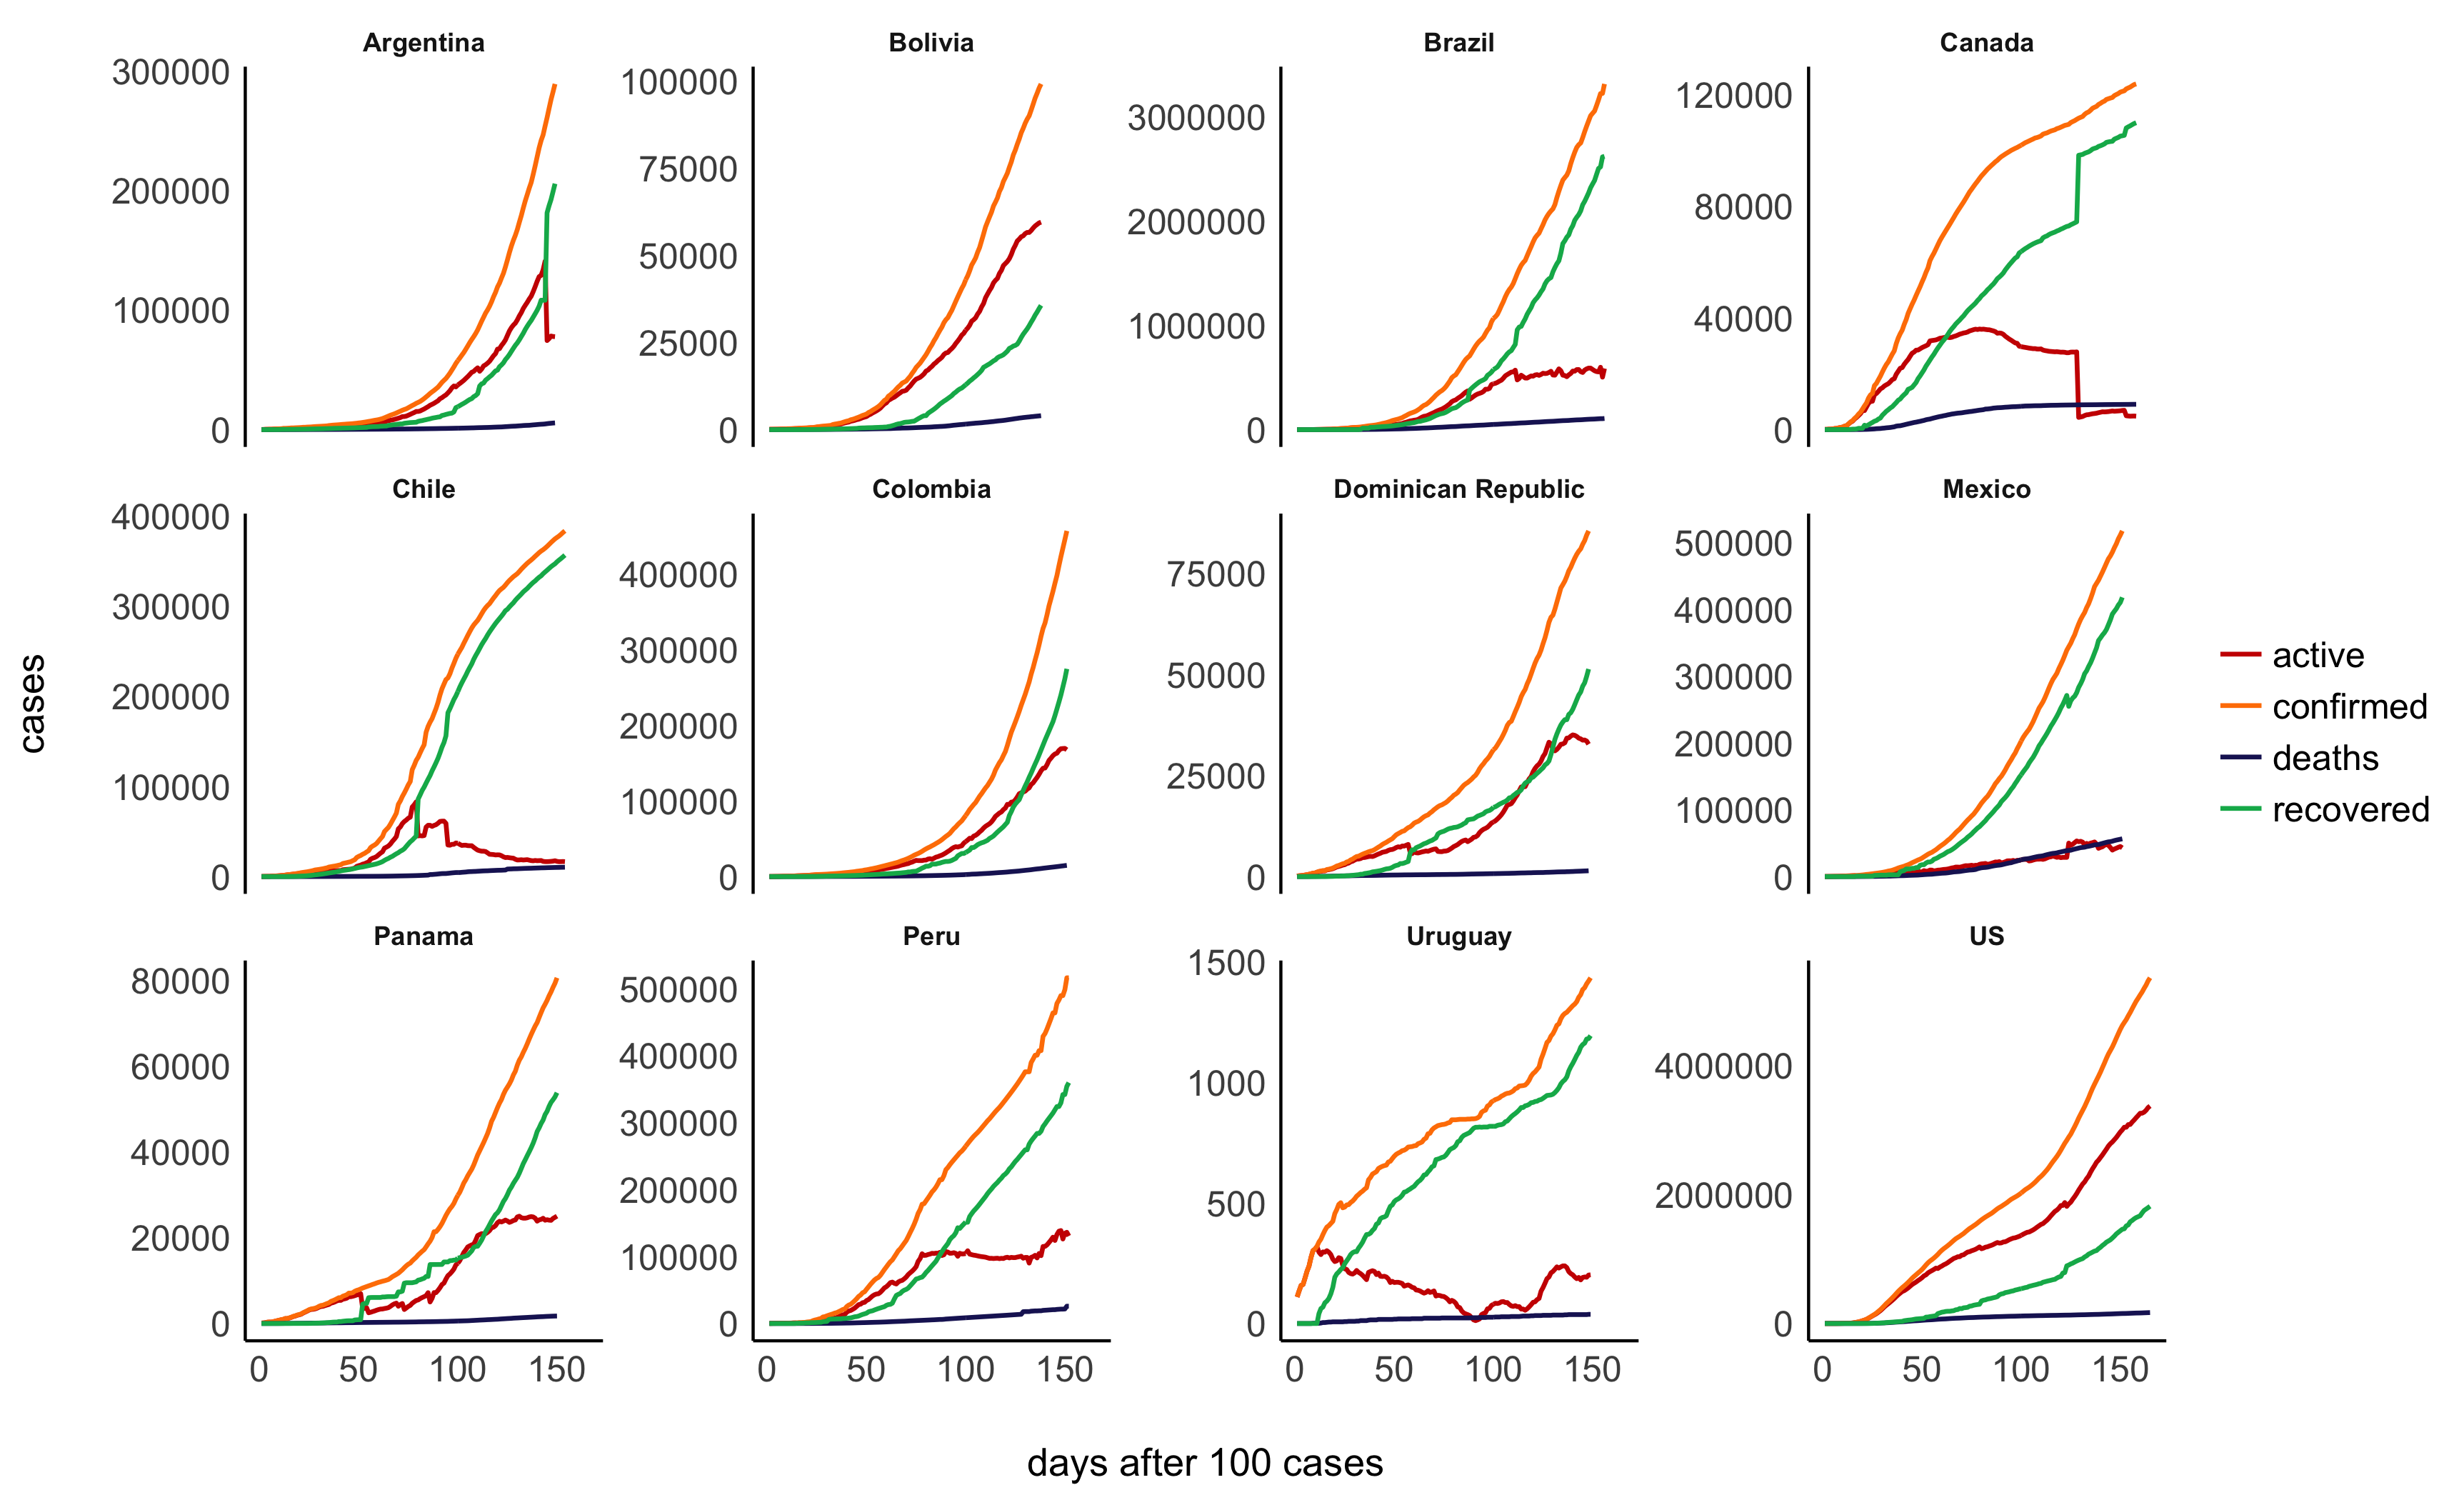 Argentina
Bolivia
Brazil
Canada
300000
200000
100000
0
100000
75000
50000
25000
0
3000000
2000000
1000000
0
120000
80000
40000
0
Chile
Colombia
Dominican Republic
Mexico
400000
300000
200000
100000
0
400000
300000
200000
100000
0
75000
50000
25000
0
500000
400000
300000
200000
100000
0
Panama
Peru
Uruguay
US
80000
60000
40000
20000
0
500000
400000
300000
200000
100000
0
1500
1000
500
0
4000000
2000000
0
0 50 100 150
0 50 100 150
0 50 100 150
0 50 100 150
cases
days after 100 cases
active
confirmed
deaths
recovered